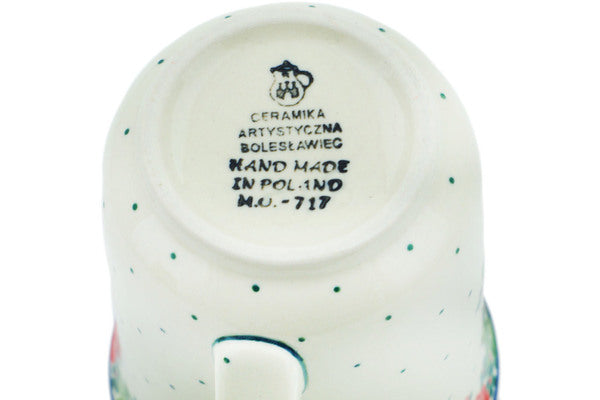 CERAMIKA
ARTYSTYCZNA
BOLESŁAWIEC
HAND MADE
IN POLAND
M.U. - 717